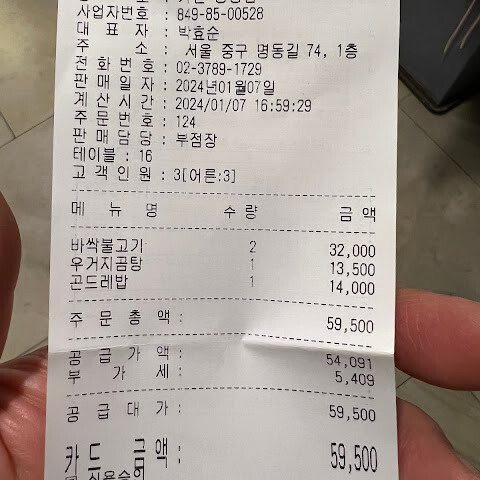 사업자번호 : 849-85-00528
대 표 자 : 박효순
주 소 : 서울 중구 명동길 74, 1층
전 화 번 호 : 02-3789-1729
판 매 일 자 : 2024년01월07일
계 산 시 간 : 2024/01/07 16:59:29
주 문 번 호 : 124
판 매 담 당 : 부점장
테이블 : 16
고 객 인 원 : 3[어른:3]
메 뉴 명 수 량 금 액
바싹불고기 2 32,000
우거지곰탕 1 13,500
곤드레밥 1 14,000
주 문 총 액 : 59,500
공 급 가 액 : 54,091
부 가 세 : 5,409
공 급 대 가 : 59,500
카 드 금 액 : 59,500